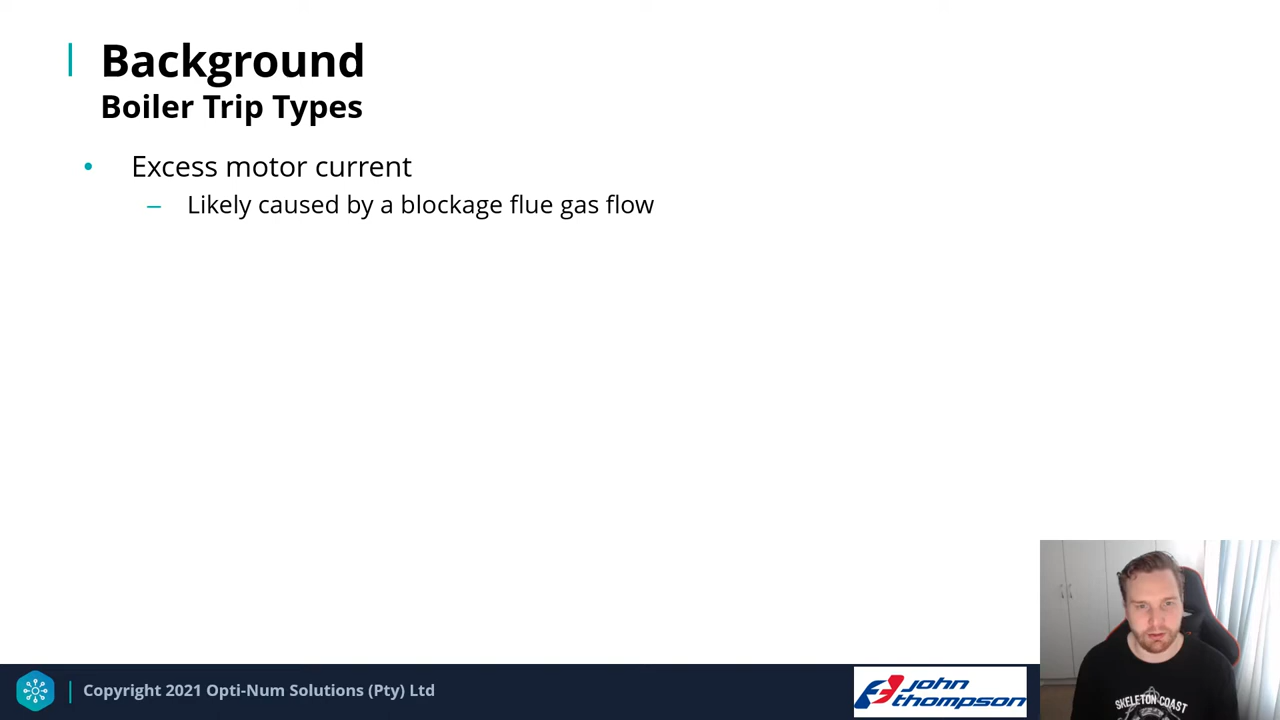 Background
Boiler Trip Types
• Excess motor current
– Likely caused by a blockage flue gas flow
Copyright 2021 Opti-Num Solutions (Pty) Ltd
john
thompson
SKELETON COAST